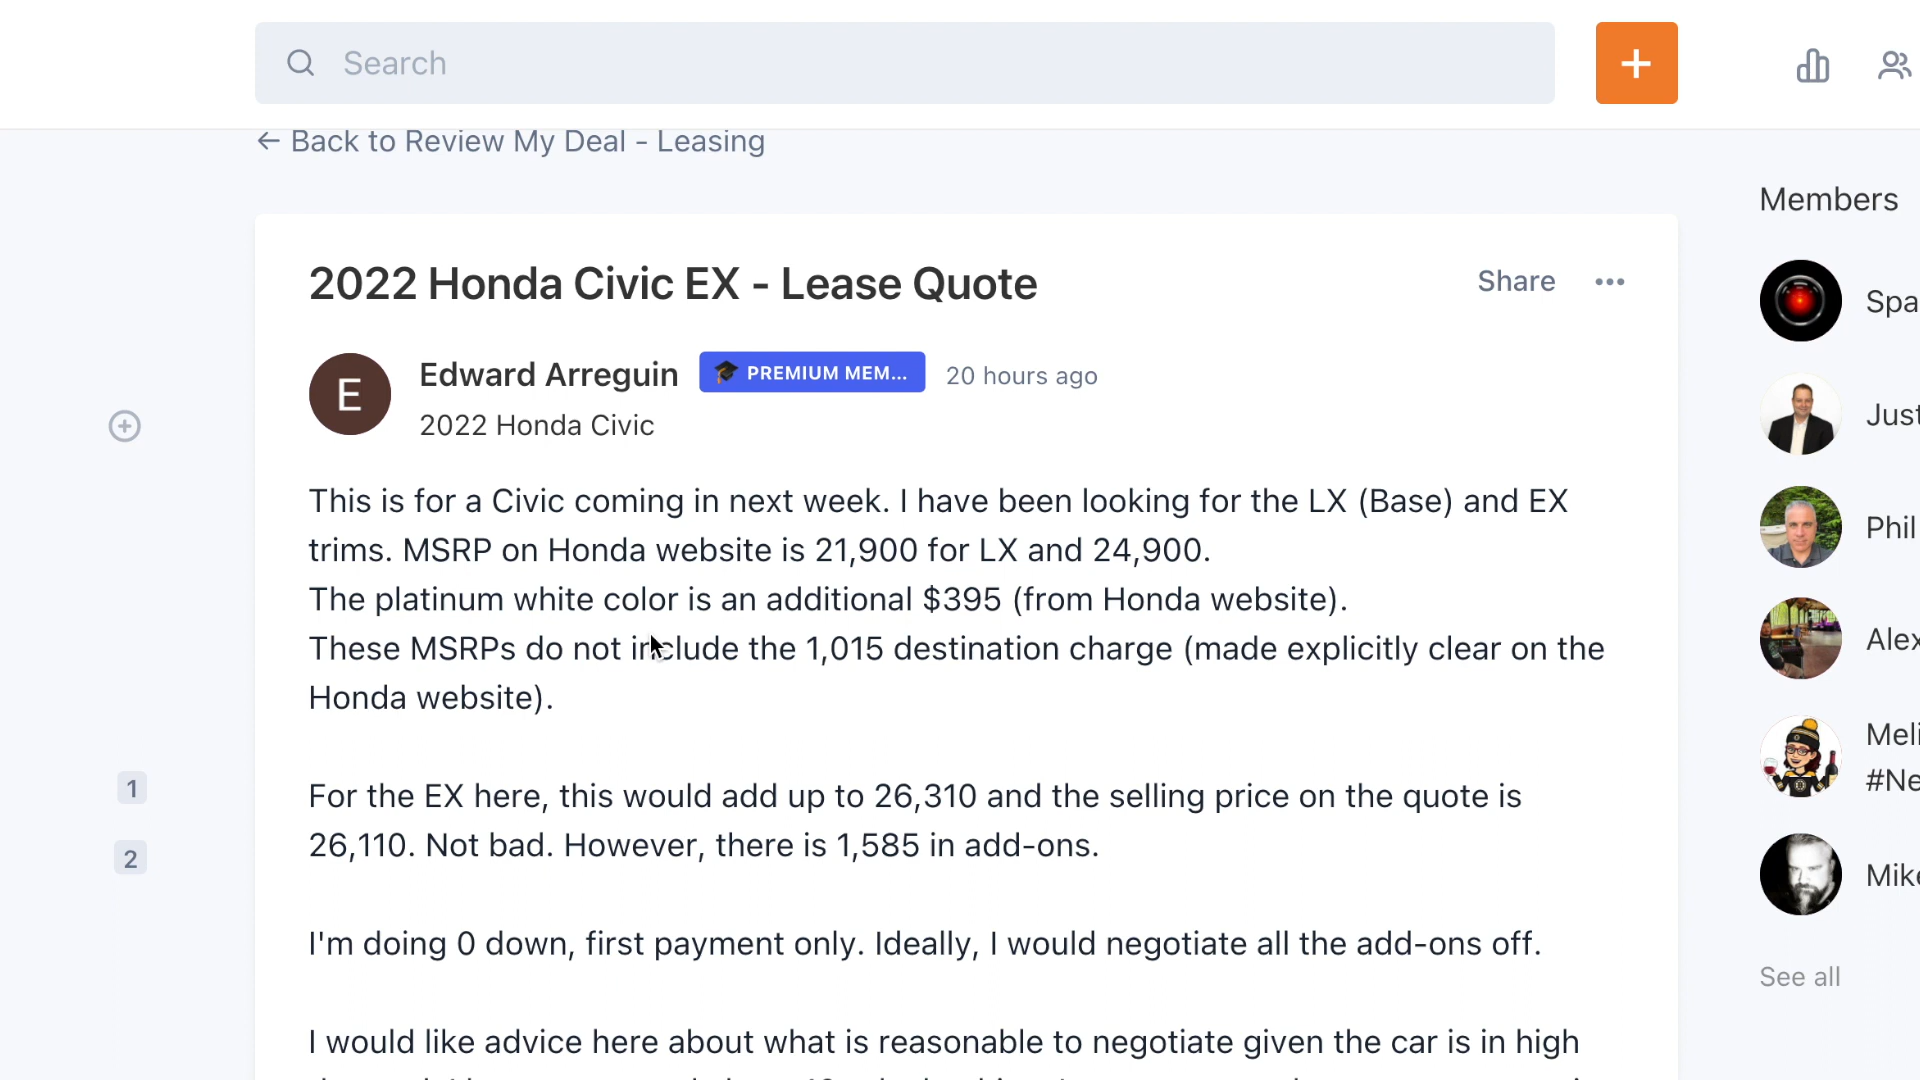 Search
← Back to Review My Deal - Leasing
Members
2022 Honda Civic EX - Lease Quote
Share
E
Edward Arreguin
PREMIUM MEM...
20 hours ago
2022 Honda Civic
This is for a Civic coming in next week. I have been looking for the LX (Base) and EX
trims. MSRP on Honda website is 21,900 for LX and 24,900.
The platinum white color is an additional $395 (from Honda website).
These MSRPs do not include the 1,015 destination charge (made explicitly clear on the
Honda website).
For the EX here, this would add up to 26,310 and the selling price on the quote is
26,110. Not bad. However, there is 1,585 in add-ons.
I'm doing 0 down, first payment only. Ideally, I would negotiate all the add-ons off.
I would like advice here about what is reasonable to negotiate given the car is in high
1
2
Spa
Just
Phil
Alex
Meli
#Ne
Mike
See all